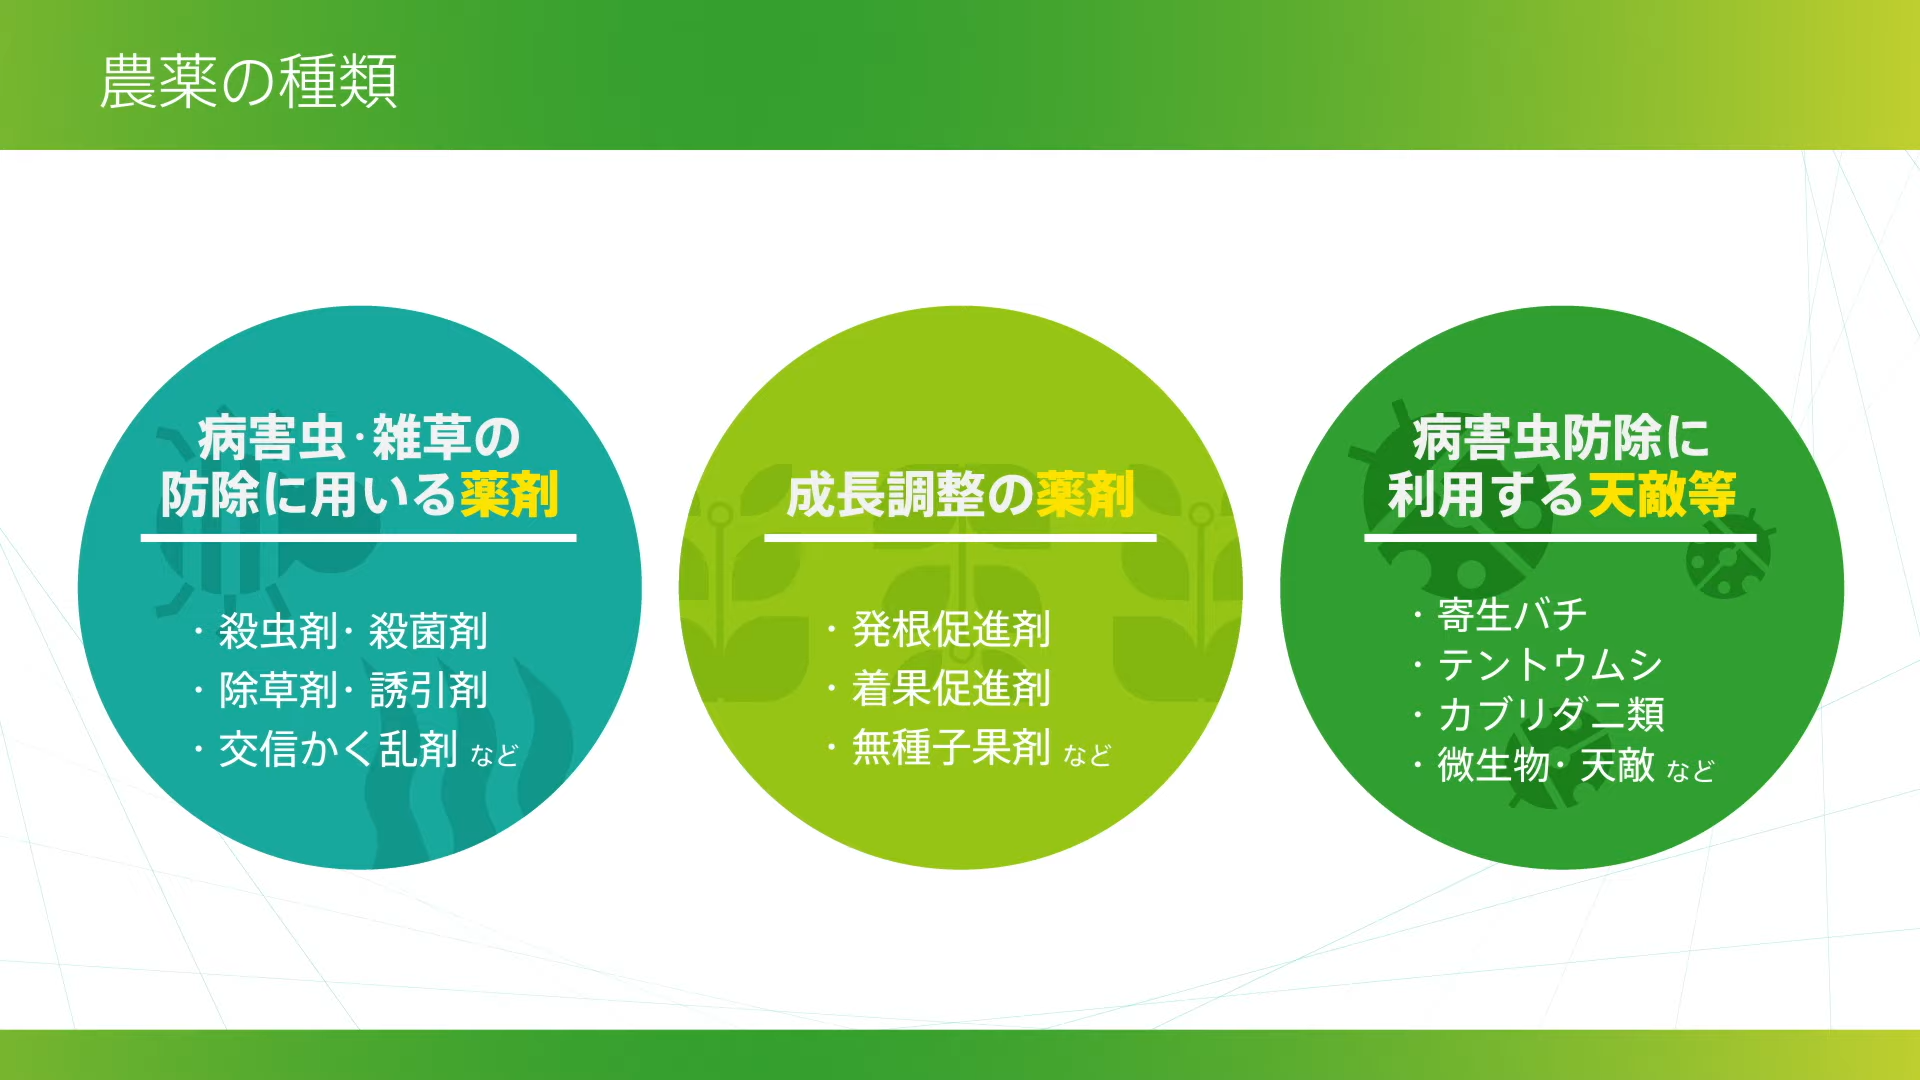 農薬の種類
病害虫·雑草の
防除に用いる薬剤
· 殺虫剤· 殺菌剤
· 除草剤· 誘引剤
· 交信かく乱剤 など
成長調整の薬剤
· 発根促進剤
· 着果促進剤
· 無種子果剤 など
病害虫防除に
利用する天敵等
· 寄生バチ
· テントウムシ
· カブリダニ類
· 微生物· 天敵 など